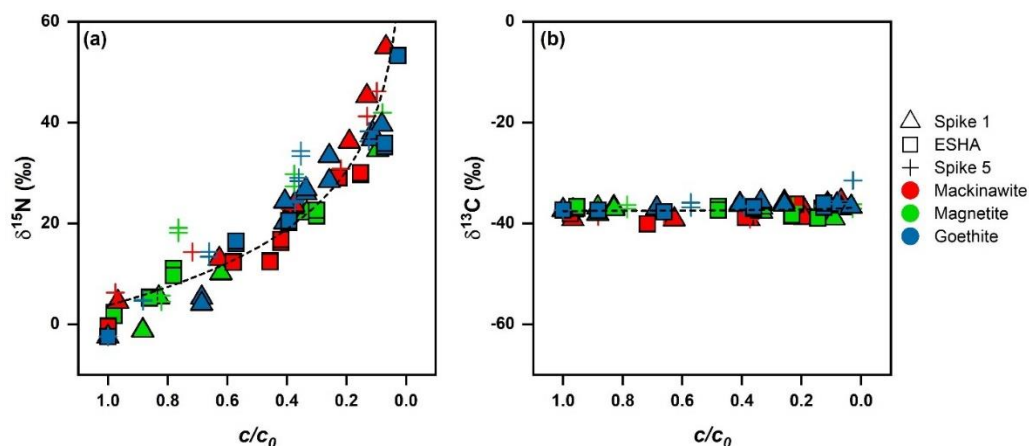 (a)
δ¹⁵N (‰)
60
40
20
0
1.0 0.8 0.6 0.4 0.2 0.0
c/c₀
(b)
δ¹³C (‰)
0
-20
-40
-60
1.0 0.8 0.6 0.4 0.2 0.0
c/c₀
Spike 1
ESHA
Spike 5
Mackinawite
Magnetite
Goethite